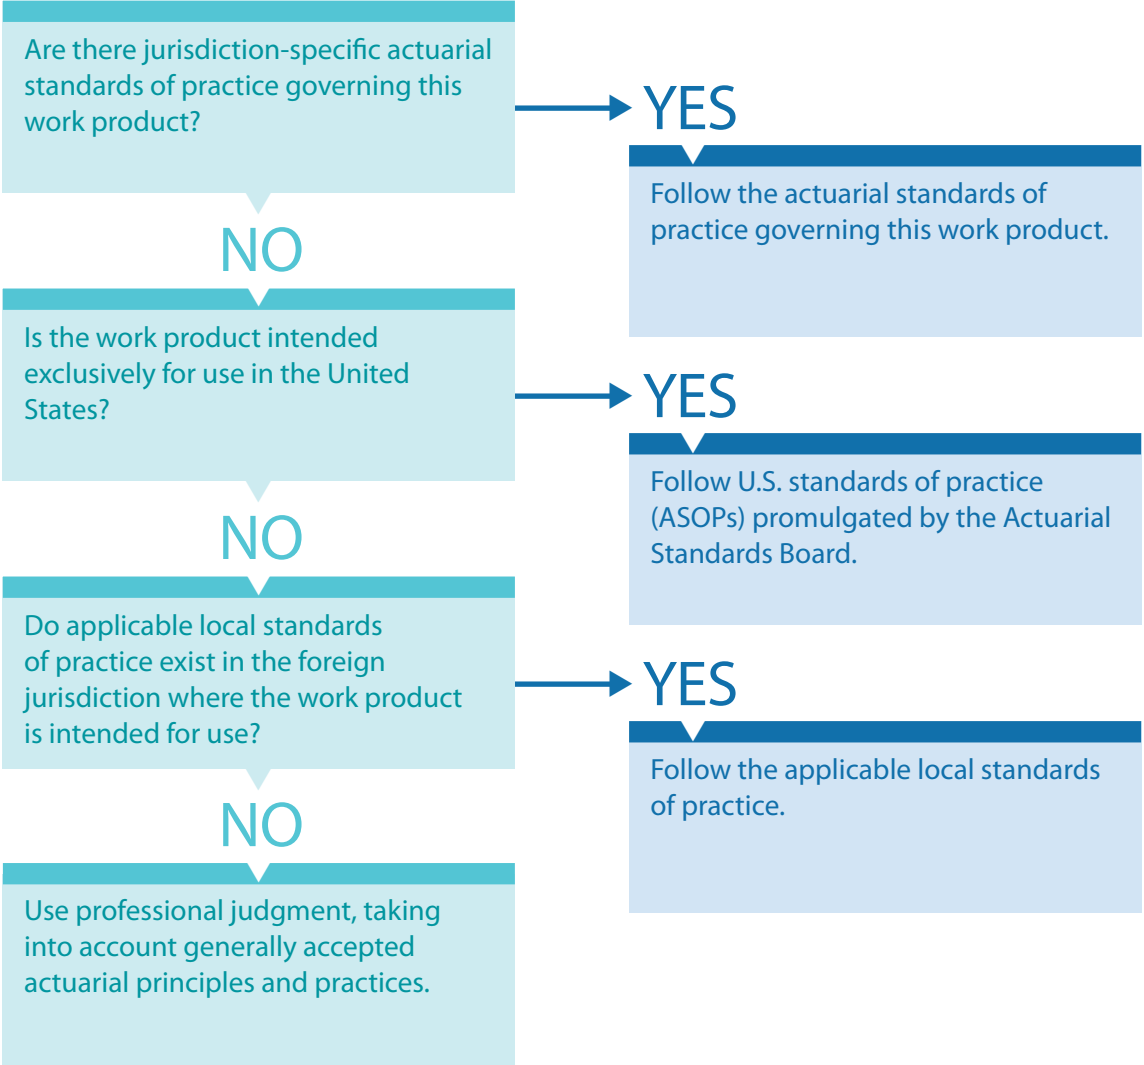 Are there jurisdiction-specific actuarial
standards of practice governing this
work product?
YES
Follow the actuarial standards of
practice governing this work product.
NO
Is the work product intended
exclusively for use in the United
States?
YES
Follow U.S. standards of practice
(ASOPs) promulgated by the Actuarial
Standards Board.
NO
Do applicable local standards
of practice exist in the foreign
jurisdiction where the work product
is intended for use?
YES
Follow the applicable local standards
of practice.
NO
Use professional judgment, taking
into account generally accepted
actuarial principles and practices.